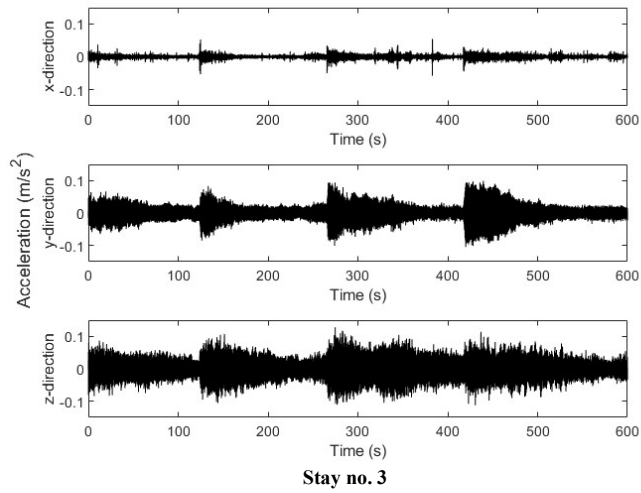 0.1
0
-0.1
x-direction
0 100 200 300 400 500 600
Time (s)
Acceleration (m/s²)
0.1
0
-0.1
y-direction
0 100 200 300 400 500 600
Time (s)
0.1
0
-0.1
z-direction
0 100 200 300 400 500 600
Time (s)
Stay no. 3